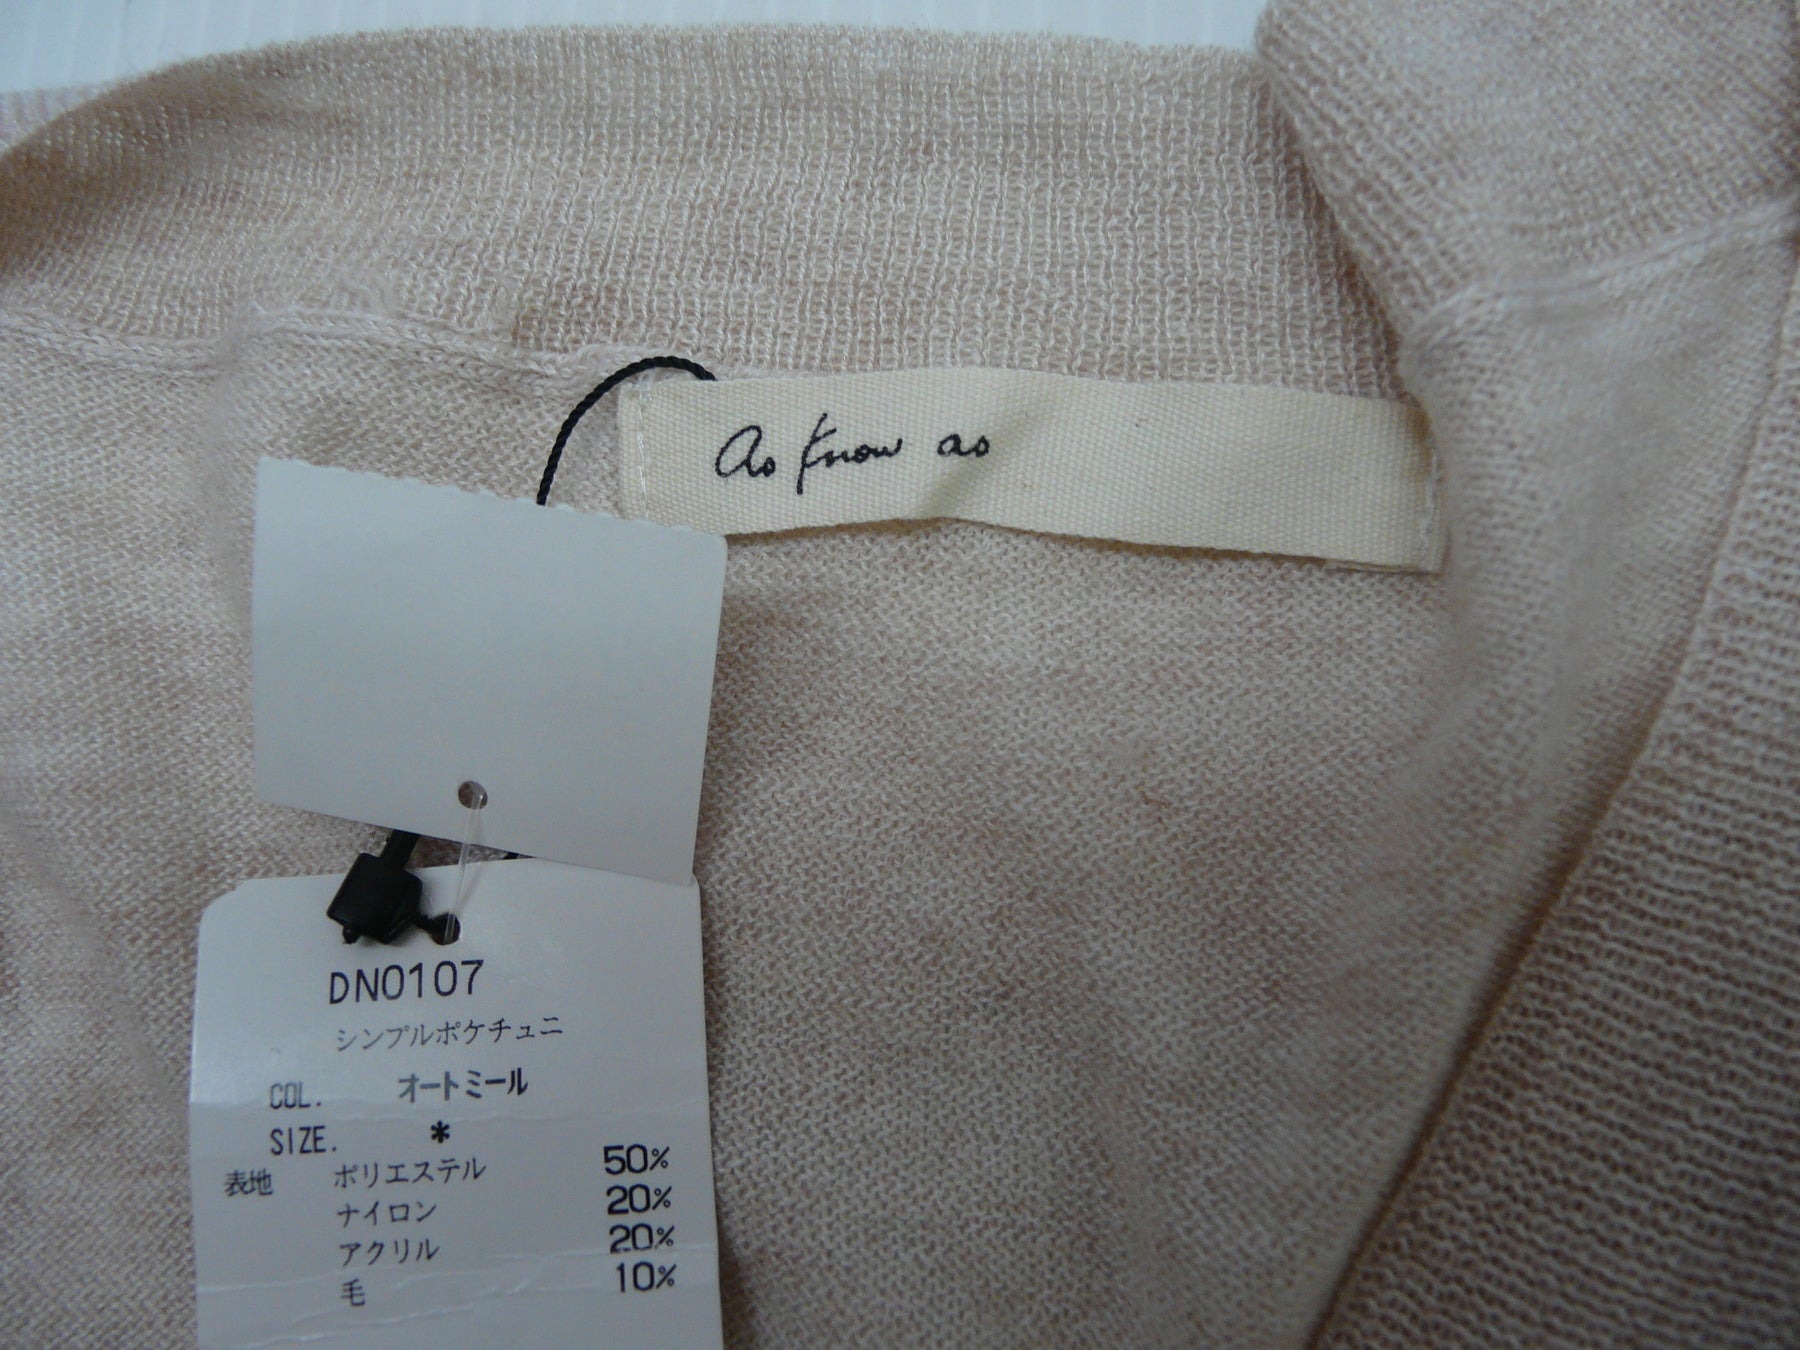 as know as
DN0107
シンプルポケチュニ
COL. オートミール
SIZE. *
表地 ポリエステル 50%
ナイロン 20%
アクリル 20%
毛 10%